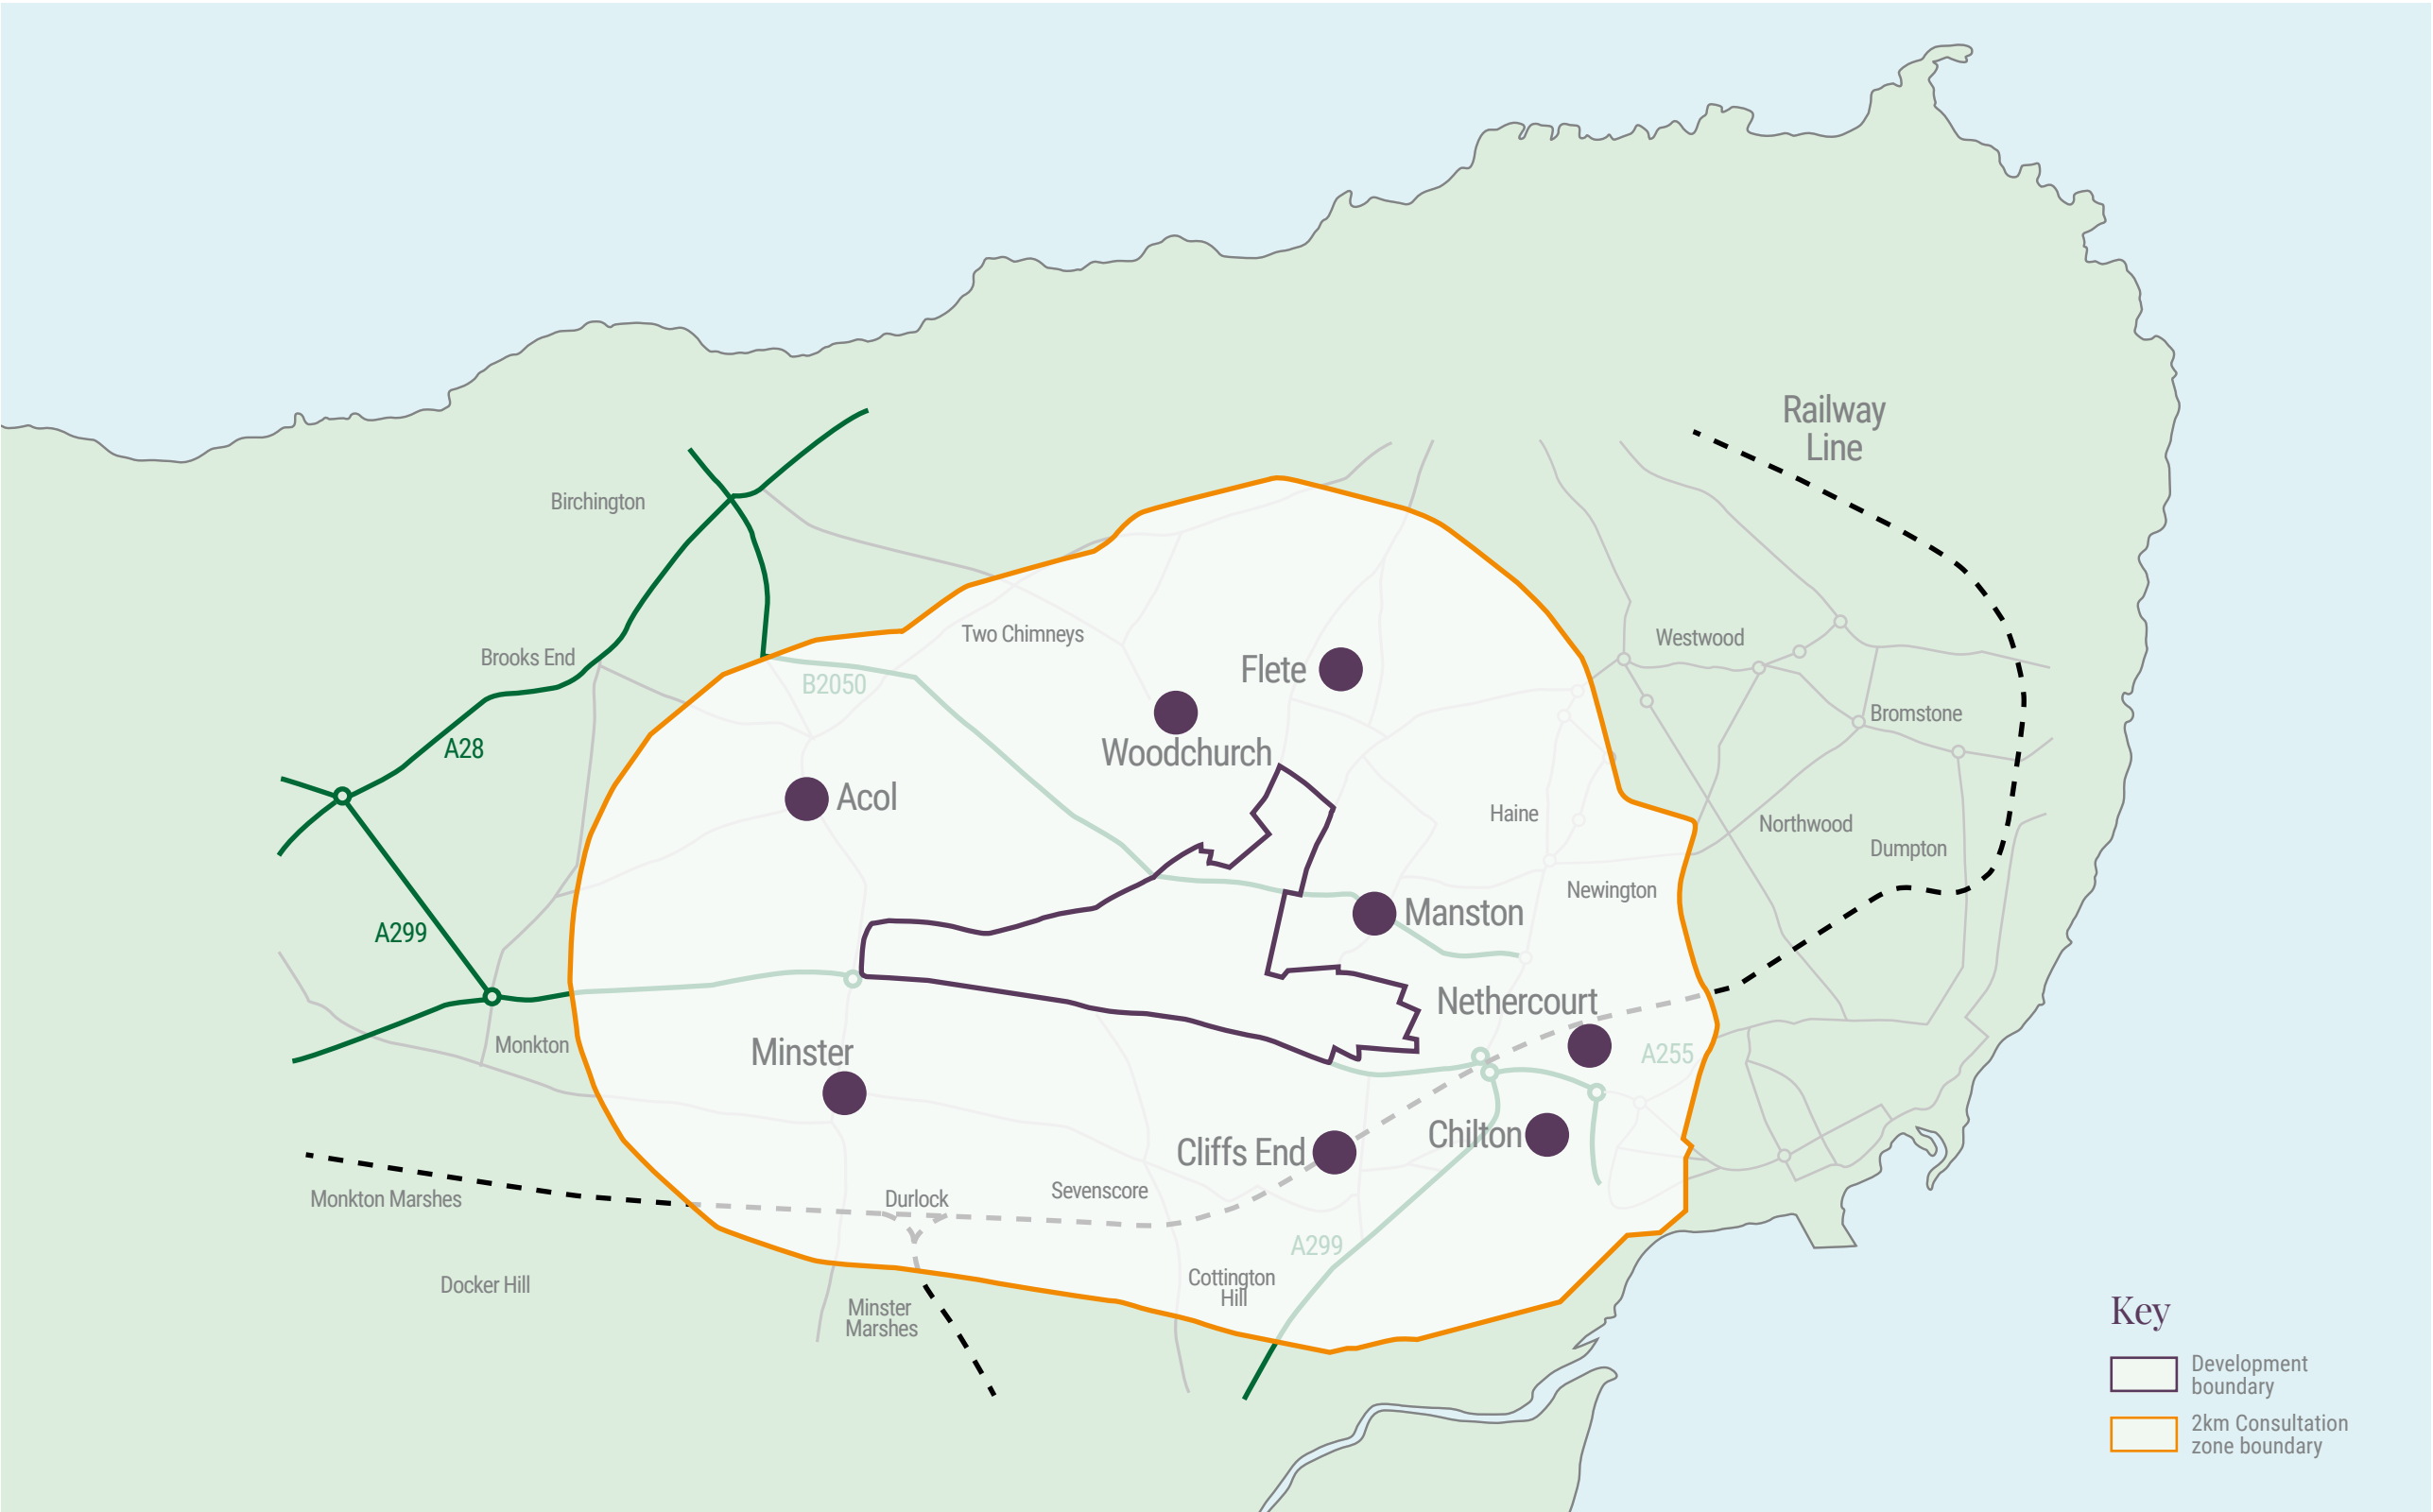 Railway
Line
Birchington
Two Chimneys
Westwood
Brooks End
Flete
B2050
Bromstone
A28
Woodchurch
Acol
Haine
Northwood
Dumpton
Newington
Manston
A299
Nethercourt
Monkton
Minster
A255
Chilton
Cliffs End
Sevenscore
Monkton Marshes
Durlock
A299
Cottington
Hill
Docker Hill
Minster
Marshes
Key
Development
boundary
2km Consultation
zone boundary